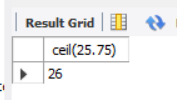 Result Grid
ceil(25.75)
26